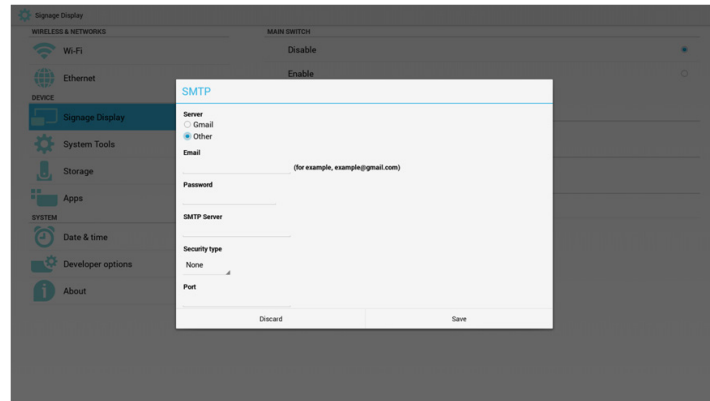 Signage Display
WIRELESS & NETWORKS
Wi-Fi
Ethernet
DEVICE
Signage Display
System Tools
Storage
Apps
SYSTEM
Date & time
Developer options
About
MAIN SWITCH
Disable
Enable
SMTP
Server
Gmail
Other
Email
(for example, example@gmail.com)
Password
SMTP Server
Security type
None
Port
Discard
Save